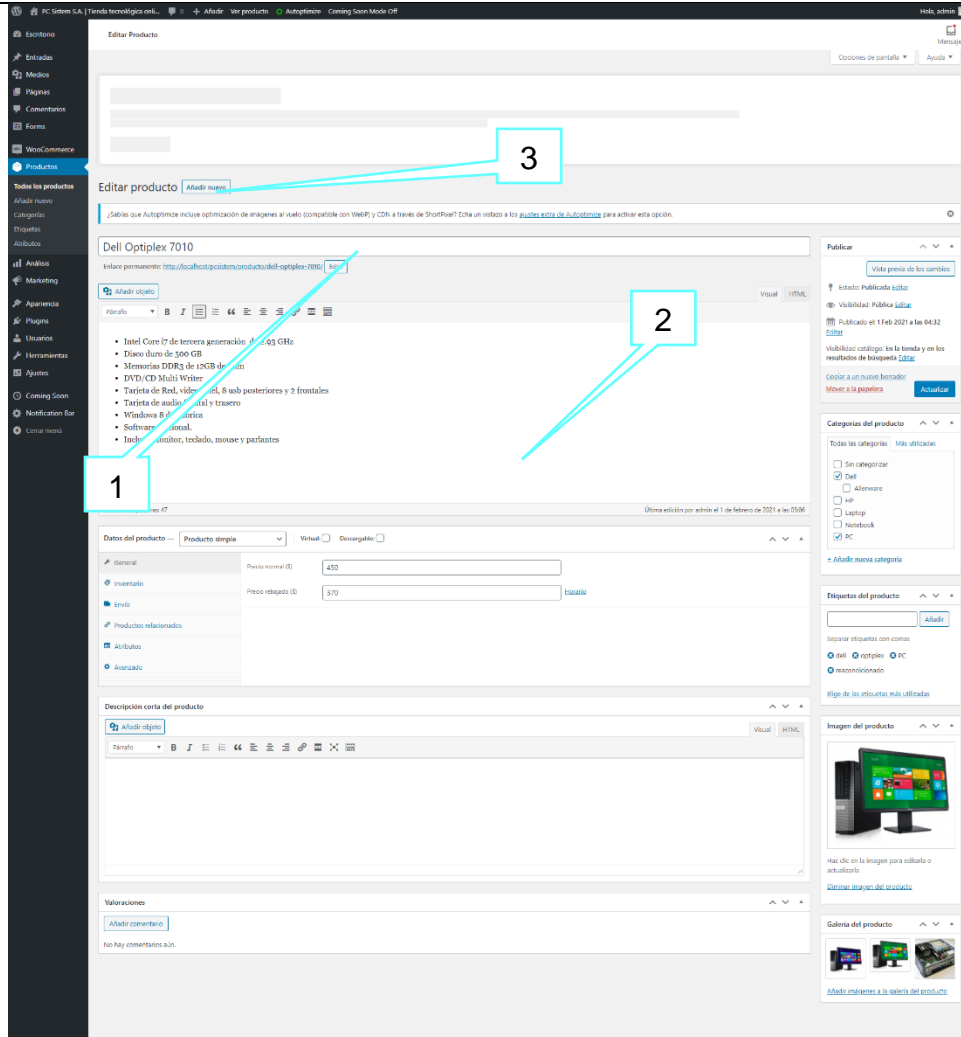 PC Sistem S.A. | Tienda tecnológica onli... 0 + Añadir Ver producto Autoptimize Coming Soon Mode Off Hola, admin
Escritorio
Entradas
Medios
Páginas
Comentarios
Forms
WooCommerce
Productos
Todos los productos
Añadir nuevo
Categorías
Etiquetas
Atributos
Análisis
Marketing
Apariencia
Plugins
Usuarios
Herramientas
Ajustes
Coming Soon
Notification Bar
Cerrar menú
Editar Producto
Mensaje
Opciones de pantalla ▼ Ayuda ▼
3
Editar producto Añadir nuevo
¿Sabías que Autoptimize incluye optimización de imágenes al vuelo (compatible con WebP) y CDN a través de ShortPixel? Echa un vistazo a los ajustes extra de Autoptimize para activar esta opción.
Dell Optiplex 7010
Enlace permanente: http://localhost/pcsistem/producto/dell-optiplex-7010/
Añadir objeto
Visual HTML
Párrafo
2
• Intel Core i7 de tercera generación de 2.93 GHz
• Disco duro de 500 GB
• Memorias DDR3 de 12GB de
• DVD/CD Multi Writer
• Tarjeta de Red, video 8 usb posteriores y 2 frontales
• Tarjeta de audio y trasero
• Windows 8
• Software
• monitor, teclado, mouse y parlantes
1
47
Última edición por admin el 1 de febrero de 2021 a las 05:06
Datos del producto — Producto simple Virtual: Descargable:
General
Inventario
Envío
Productos relacionados
Atributos
Avanzado
Precio normal ($) 450
Precio rebajado ($) 370 Horario
Descripción corta del producto
Añadir objeto
Visual HTML
Párrafo
Valoraciones
Añadir comentario
No hay comentarios aún.
Publicar
Vista previa de los cambios
Estado: Publicada Editar
Visibilidad: Pública Editar
Publicado el: 1 Feb 2021 a las 04:32
Editar
Visibilidad catálogo: En la tienda y en los
resultados de búsqueda Editar
Copiar a un nuevo borrador
Mover a la papelera Actualizar
Categorías del producto
Todas las categorías Más utilizadas
Sin categorizar
Dell
Alienware
HP
Laptop
Notebook
PC
+ Añadir nueva categoría
Etiquetas del producto
Añadir
Separar etiquetas con comas
dell optiplex PC
reacondicionado
Elige de las etiquetas más utilizadas
Imagen del producto
Haz clic en la imagen para editarla o
actualizarla
Eliminar imagen del producto
Galería del producto
Añadir imágenes a la galería del producto